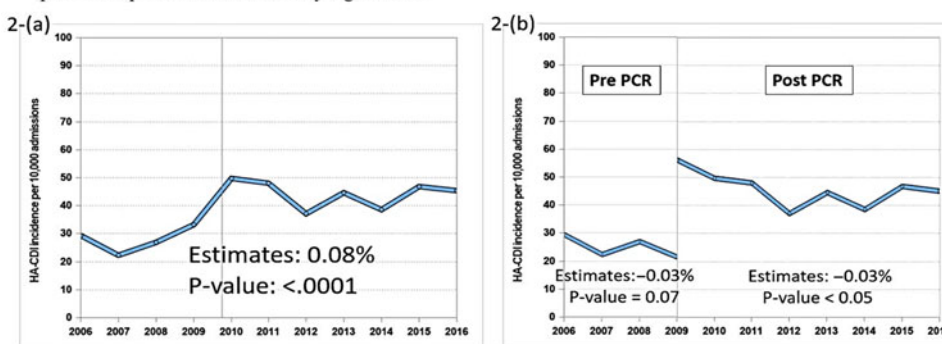 2-(a)
HA-CDI incidence per 10,000 admissions
100
90
80
70
60
50
40
30
20
10
0
Estimates: 0.08%
P-value: <.0001
2006 2007 2008 2009 2010 2011 2012 2013 2014 2015 2016
2-(b)
HA-CDI incidence per 10,000 admissions
100
90
80
70
60
50
40
30
20
10
0
Pre PCR
Post PCR
Estimates: −0.03%
P-value = 0.07
Estimates: −0.03%
P-value < 0.05
2006 2007 2008 2009 2010 2011 2012 2013 2014 2015